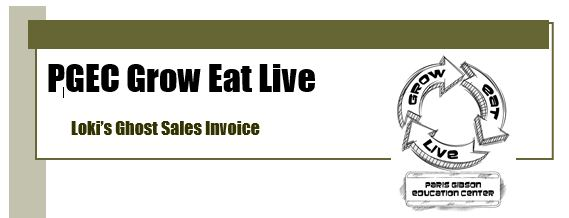 PGEC Grow Eat Live
Loki's Ghost Sales Invoice
GROW
EAT
LIVE
PARIS GIBSON
EDUCATION CENTER